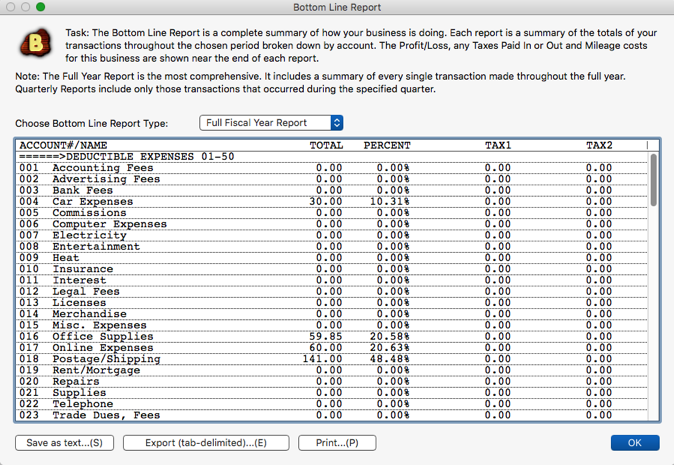 Bottom Line Report
B
Task: The Bottom Line Report is a complete summary of how your business is doing. Each report is a summary of the totals of your
transactions throughout the chosen period broken down by account. The Profit/Loss, any Taxes Paid In or Out and Mileage costs
for this business are shown near the end of each report.
Note: The Full Year Report is the most comprehensive. It includes a summary of every single transaction made throughout the full year.
Quarterly Reports include only those transactions that occurred during the specified quarter.
Choose Bottom Line Report Type: Full Fiscal Year Report
ACCOUNT#/NAME TOTAL PERCENT TAX1 TAX2 |
======>DEDUCTIBLE EXPENSES 01-50
001 Accounting Fees 0.00 0.00% 0.00 0.00
002 Advertising Fees 0.00 0.00% 0.00 0.00
003 Bank Fees 0.00 0.00% 0.00 0.00
004 Car Expenses 30.00 10.31% 0.00 0.00
005 Commissions 0.00 0.00% 0.00 0.00
006 Computer Expenses 0.00 0.00% 0.00 0.00
007 Electricity 0.00 0.00% 0.00 0.00
008 Entertainment 0.00 0.00% 0.00 0.00
009 Heat 0.00 0.00% 0.00 0.00
010 Insurance 0.00 0.00% 0.00 0.00
011 Interest 0.00 0.00% 0.00 0.00
012 Legal Fees 0.00 0.00% 0.00 0.00
013 Licenses 0.00 0.00% 0.00 0.00
014 Merchandise 0.00 0.00% 0.00 0.00
015 Misc. Expenses 0.00 0.00% 0.00 0.00
016 Office Supplies 59.85 20.58% 0.00 0.00
017 Online Expenses 60.00 20.63% 0.00 0.00
018 Postage/Shipping 141.00 48.48% 0.00 0.00
019 Rent/Mortgage 0.00 0.00% 0.00 0.00
020 Repairs 0.00 0.00% 0.00 0.00
021 Supplies 0.00 0.00% 0.00 0.00
022 Telephone 0.00 0.00% 0.00 0.00
023 Trade Dues, Fees 0.00 0.00% 0.00 0.00
Save as text...(S) Export (tab-delimited)...(E) Print...(P) OK